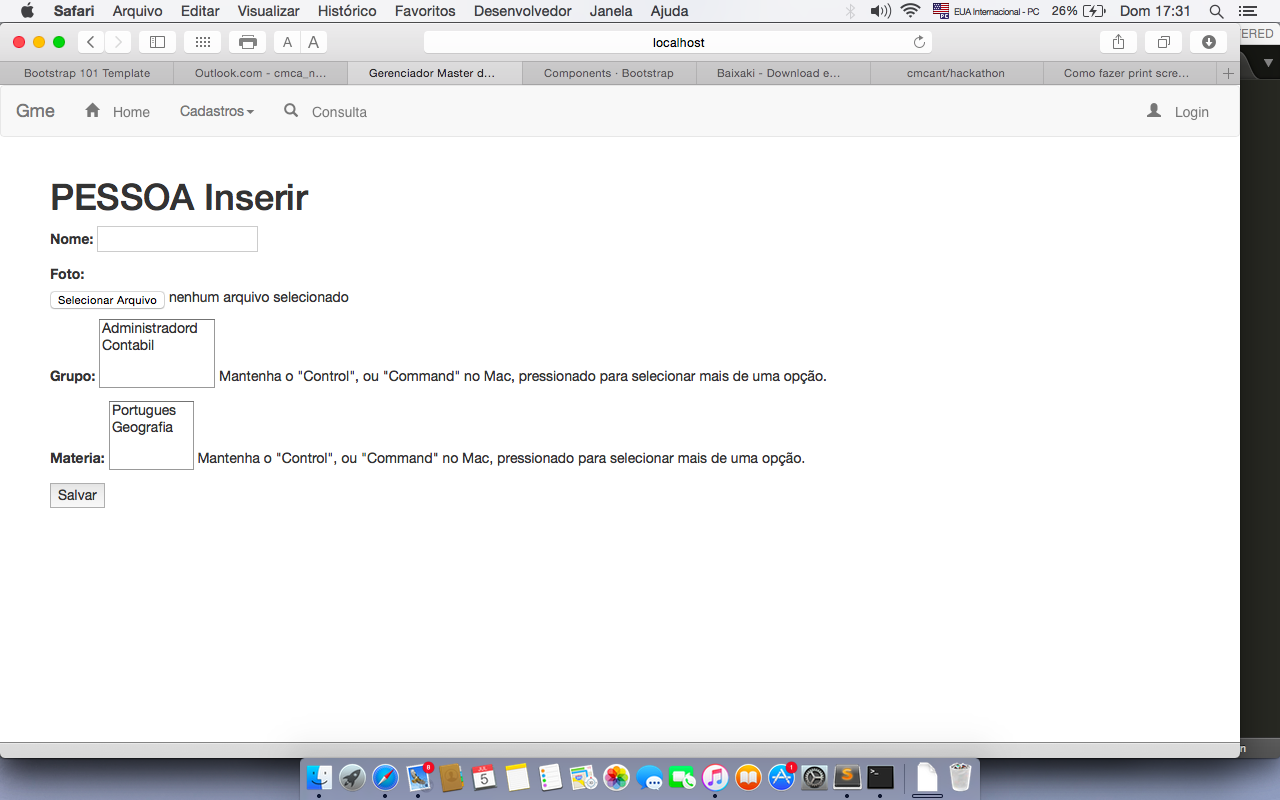 Safari Arquivo Editar Visualizar Histórico Favoritos Desenvolvedor Janela Ajuda EUA Internacional - PC 26% Dom 17:31
A A localhost ERED
Bootstrap 101 Template Outlook.com - cmca_n... Gerenciador Master d... Components · Bootstrap Baixaki - Download e... cmcant/hackathon Como fazer print scre... +
Gme Home Cadastros Consulta Login
PESSOA Inserir
Nome:
Foto:
Selecionar Arquivo nenhum arquivo selecionado
Administradord
Contabil
Grupo: Mantenha o "Control", ou "Command" no Mac, pressionado para selecionar mais de uma opção.
Portugues
Geografia
Materia: Mantenha o "Control", ou "Command" no Mac, pressionado para selecionar mais de uma opção.
Salvar
n
8 JUL 5 1 S >_